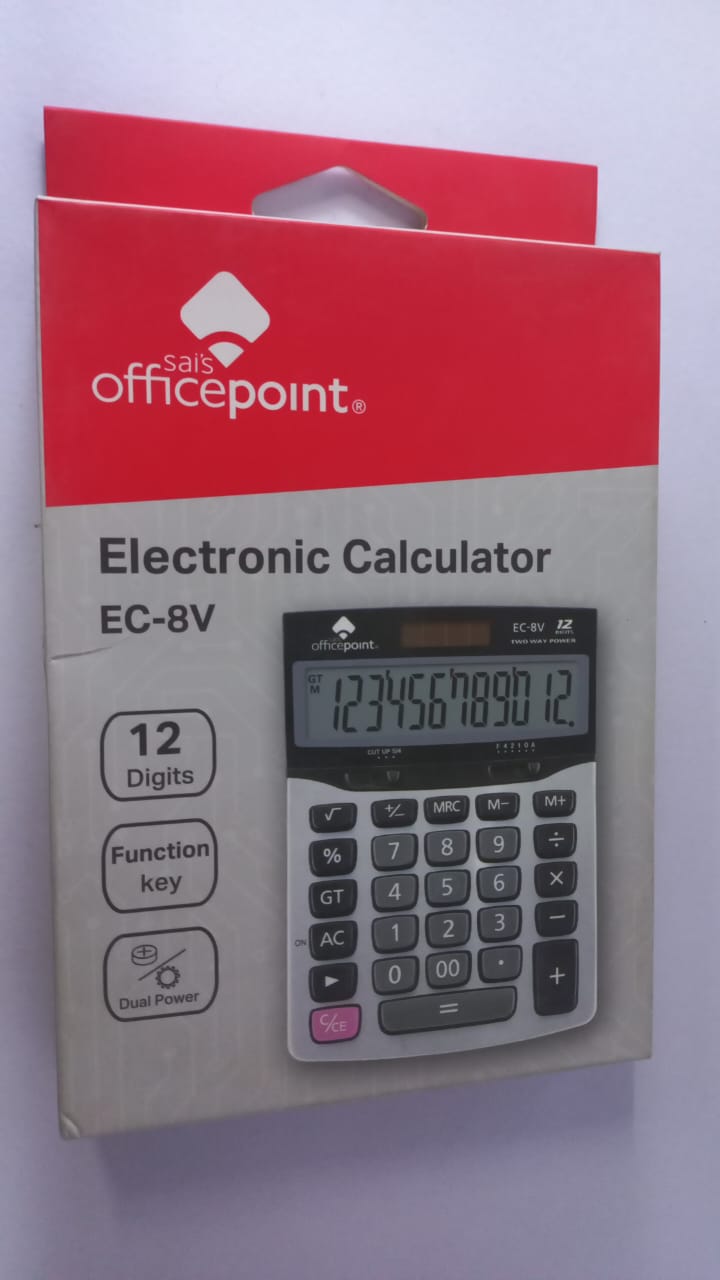 sai's
officepoint®
Electronic Calculator
EC-8V
12
Digits
Function
key
Dual Power
officepoint
EC-8V 12
DIGITS
TWO WAY POWER
GT
M
123456789012.
CUT UP 5/4
F 4 2 1 0 A
√ +/− MRC M− M+
% 7 8 9 ÷
GT 4 5 6 ×
ON AC 1 2 3 −
▶ 0 00 · +
C/CE =